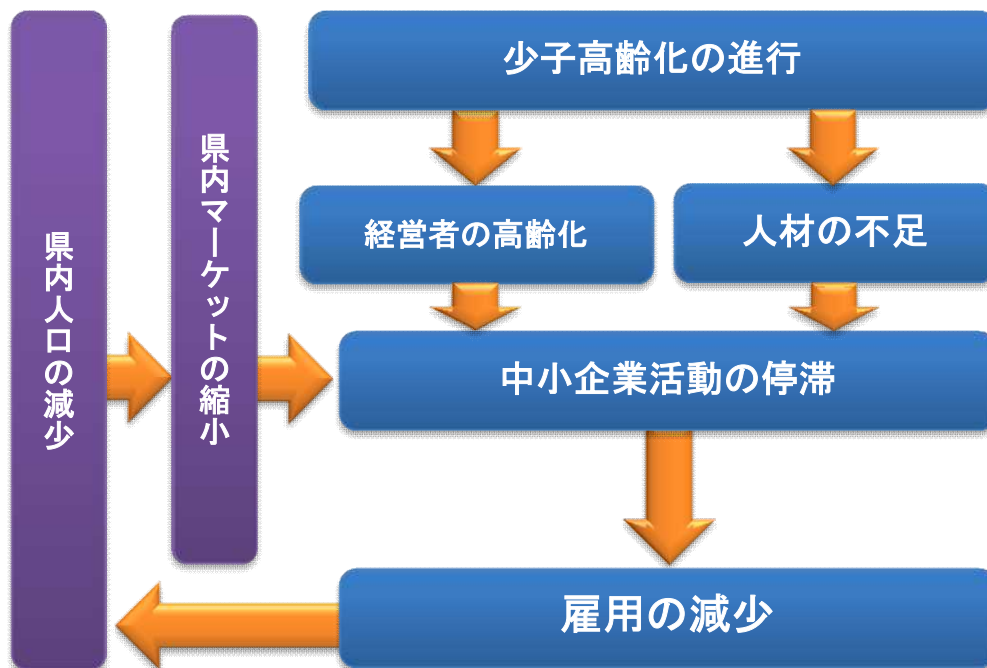 県内人口の減少
県内マーケットの縮小
少子高齢化の進行
経営者の高齢化
人材の不足
中小企業活動の停滞
雇用の減少